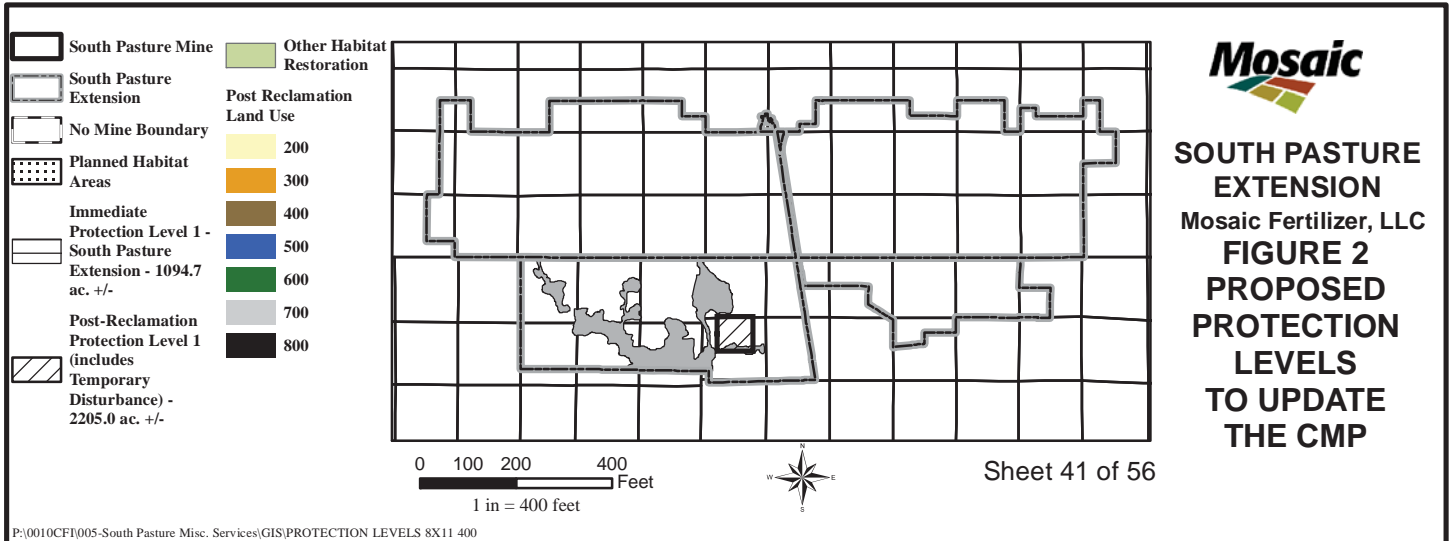 South Pasture Mine
South Pasture
Extension
No Mine Boundary
Planned Habitat
Areas
Immediate
Protection Level 1 -
South Pasture
Extension - 1094.7
ac. +/-
Post-Reclamation
Protection Level 1
(includes
Temporary
Disturbance) -
2205.0 ac. +/-
Other Habitat
Restoration
Post Reclamation
Land Use
200
300
400
500
600
700
800
0 100 200 400
Feet
1 in = 400 feet
N
W E
S
Sheet 41 of 56
Mosaic
SOUTH PASTURE
EXTENSION
Mosaic Fertilizer, LLC
FIGURE 2
PROPOSED
PROTECTION
LEVELS
TO UPDATE
THE CMP
P:\0010CFI\005-South Pasture Misc. Services\GIS\PROTECTION LEVELS 8X11 400